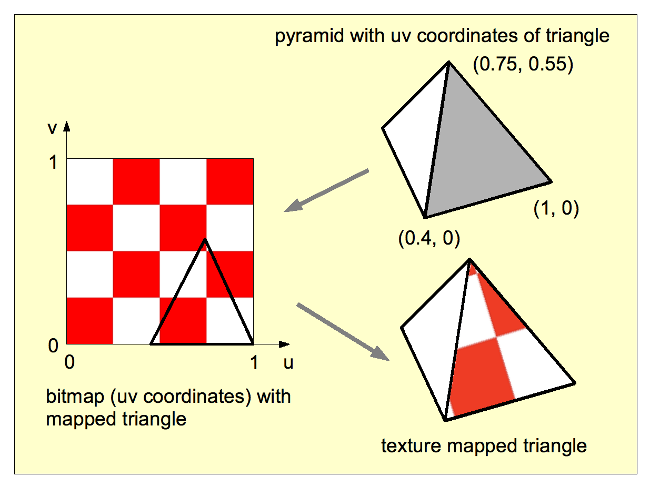 pyramid with uv coordinates of triangle
(0.75, 0.55)
v
1
(1, 0)
(0.4, 0)
0
0
1
u
bitmap (uv coordinates) with
mapped triangle
texture mapped triangle